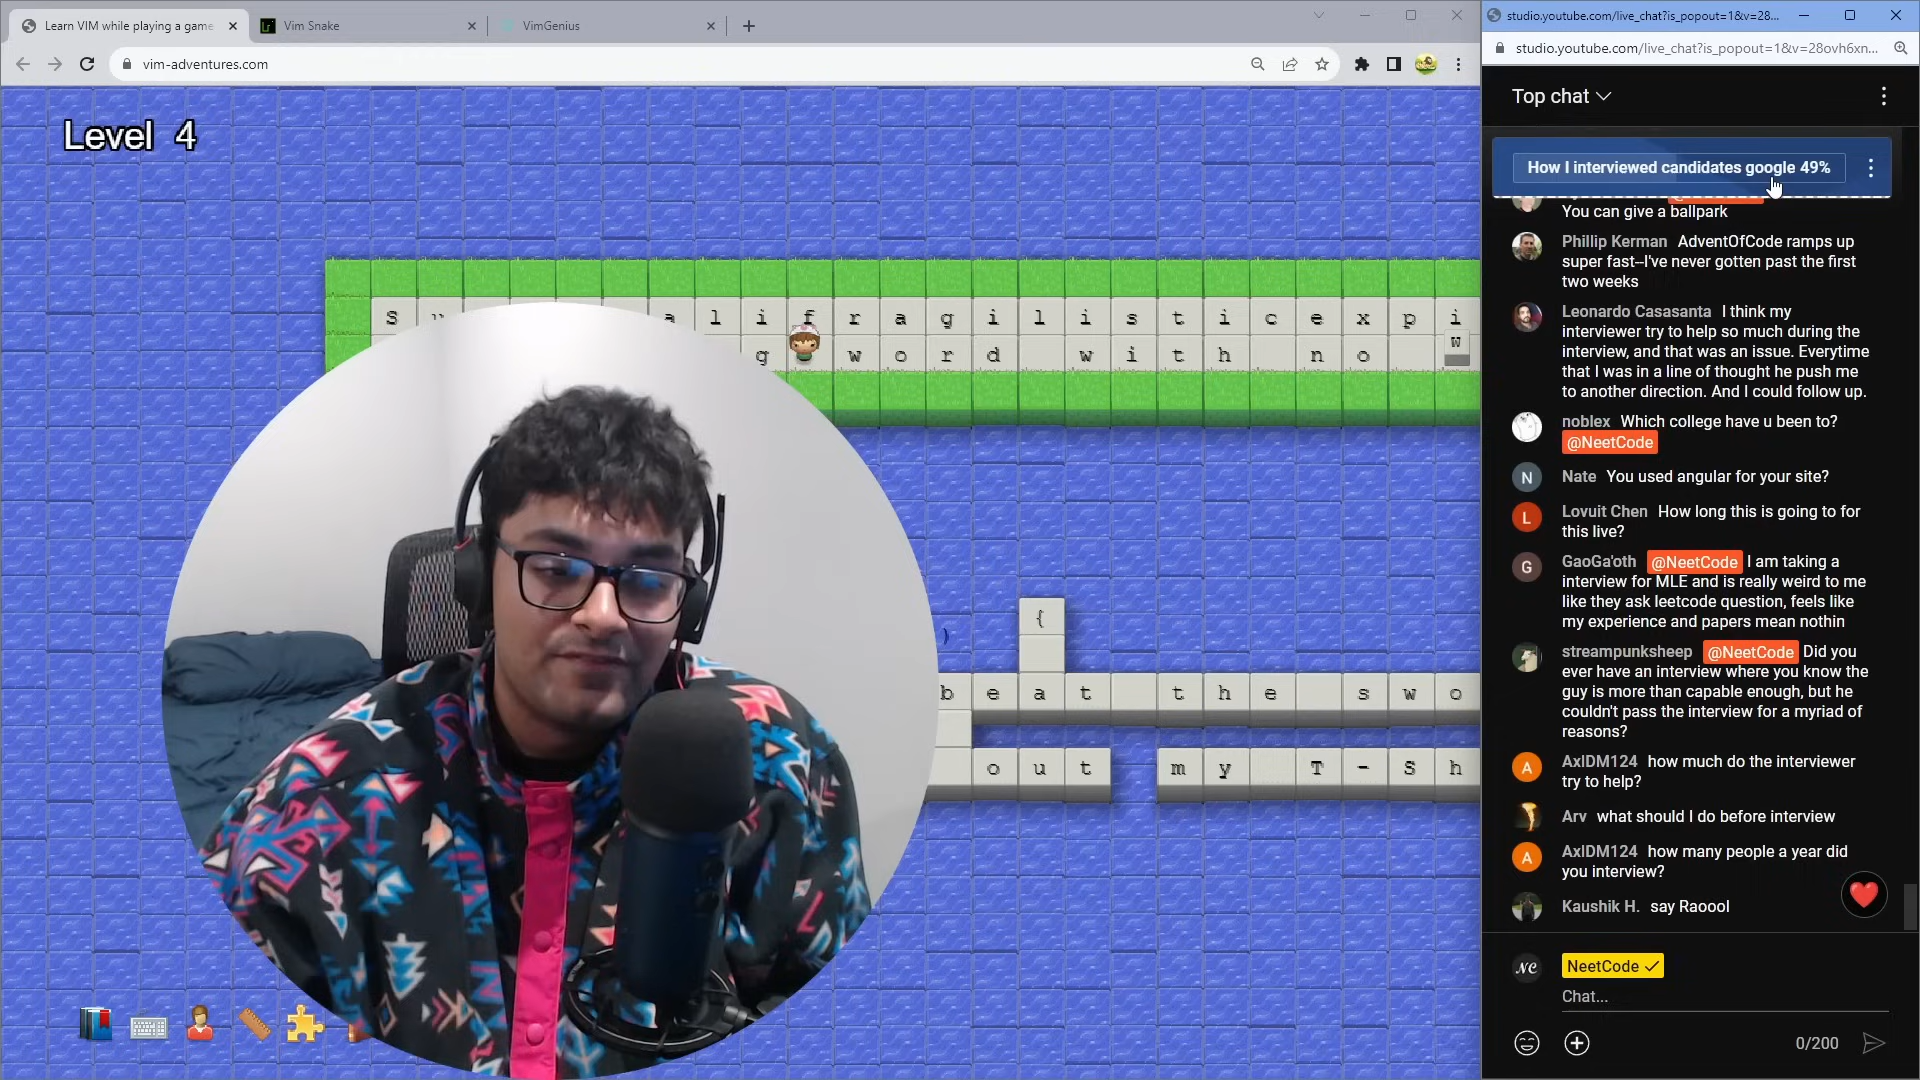 Learn VIM while playing a game
Vim Snake
VimGenius
vim-adventures.com
Level 4
S u
a l i f r a g i l i s t i c e x p i
g w o r d w i t h n o
w
{
)
b e a t t h e s w o
o u t m y T - S h
studio.youtube.com/live_chat?is_popout=1&v=28...
studio.youtube.com/live_chat?is_popout=1&v=28ovh6xn...
Top chat
How I interviewed candidates google 49%
You can give a ballpark
Phillip Kerman AdventOfCode ramps up
super fast--I've never gotten past the first
two weeks
Leonardo Casasanta I think my
interviewer try to help so much during the
interview, and that was an issue. Everytime
that I was in a line of thought he push me
to another direction. And I could follow up.
noblex Which college have u been to?
@NeetCode
N
Nate You used angular for your site?
L
Lovuit Chen How long this is going to for
this live?
G
GaoGa'oth @NeetCode I am taking a
interview for MLE and is really weird to me
like they ask leetcode question, feels like
my experience and papers mean nothin
streampunksheep @NeetCode Did you
ever have an interview where you know the
guy is more than capable enough, but he
couldn't pass the interview for a myriad of
reasons?
A
AxIDM124 how much do the interviewer
try to help?
Arv what should I do before interview
A
AxIDM124 how many people a year did
you interview?
Kaushik H. say Raoool
NC
NeetCode
Chat...
0/200